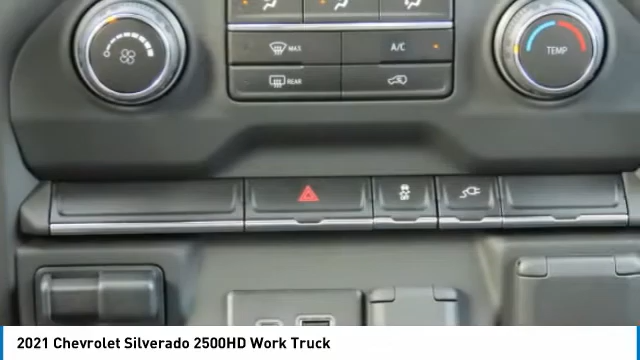 MAX
A/C
TEMP
REAR
2021 Chevrolet Silverado 2500HD Work Truck